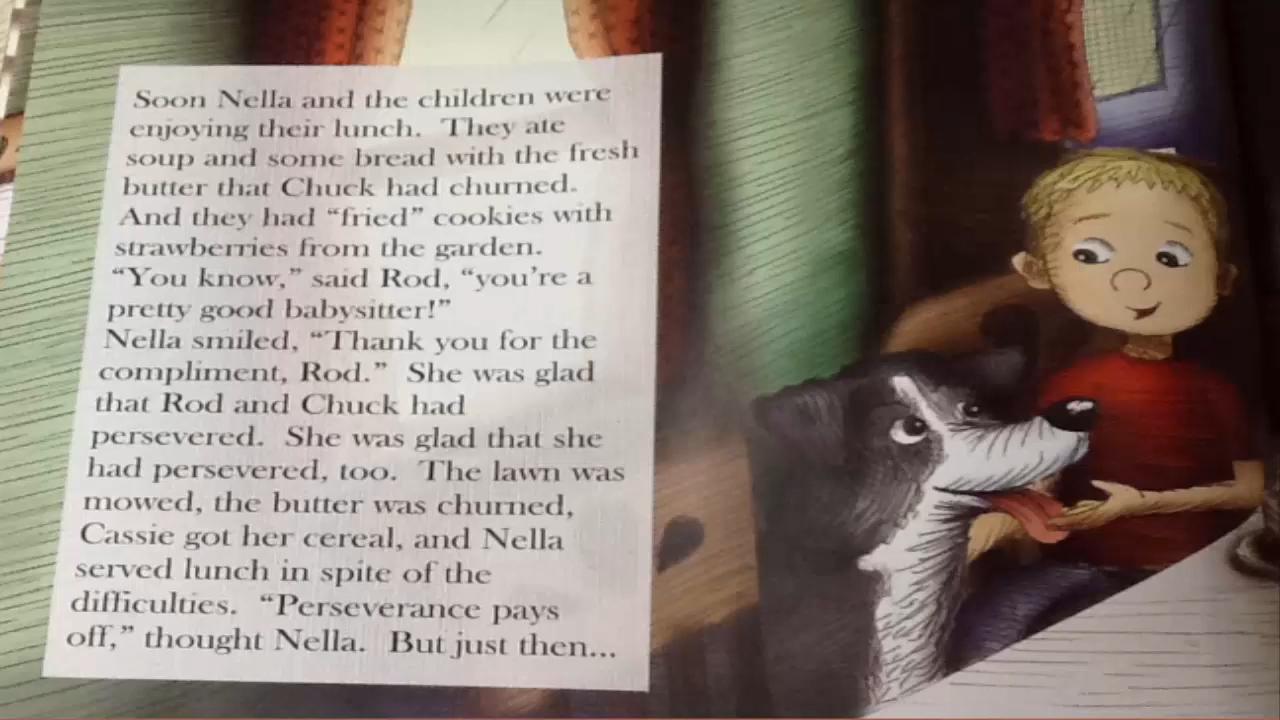 Soon Nella and the children were
enjoying their lunch. They ate
soup and some bread with the fresh
butter that Chuck had churned.
And they had “fried” cookies with
strawberries from the garden.
“You know,” said Rod, “you’re a
pretty good babysitter!”
Nella smiled, “Thank you for the
compliment, Rod.” She was glad
that Rod and Chuck had
persevered. She was glad that she
had persevered, too. The lawn was
mowed, the butter was churned,
Cassie got her cereal, and Nella
served lunch in spite of the
difficulties. “Perseverance pays
off,” thought Nella. But just then...